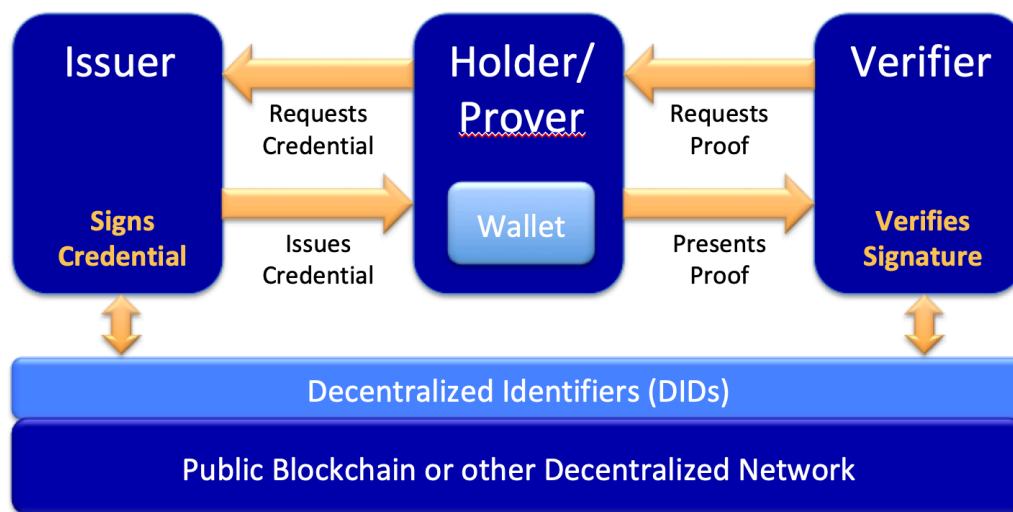 Issuer
Holder/
Prover
Verifier
Requests
Credential
Requests
Proof
Signs
Credential
Issues
Credential
Wallet
Presents
Proof
Verifies
Signature
Decentralized Identifiers (DIDs)
Public Blockchain or other Decentralized Network